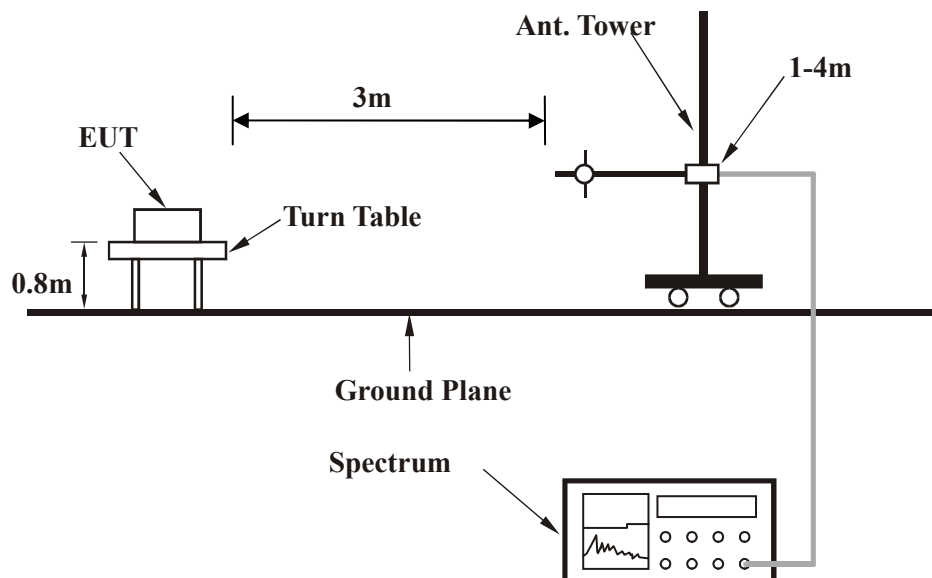 Ant. Tower
1-4m
3m
EUT
Turn Table
0.8m
Ground Plane
Spectrum